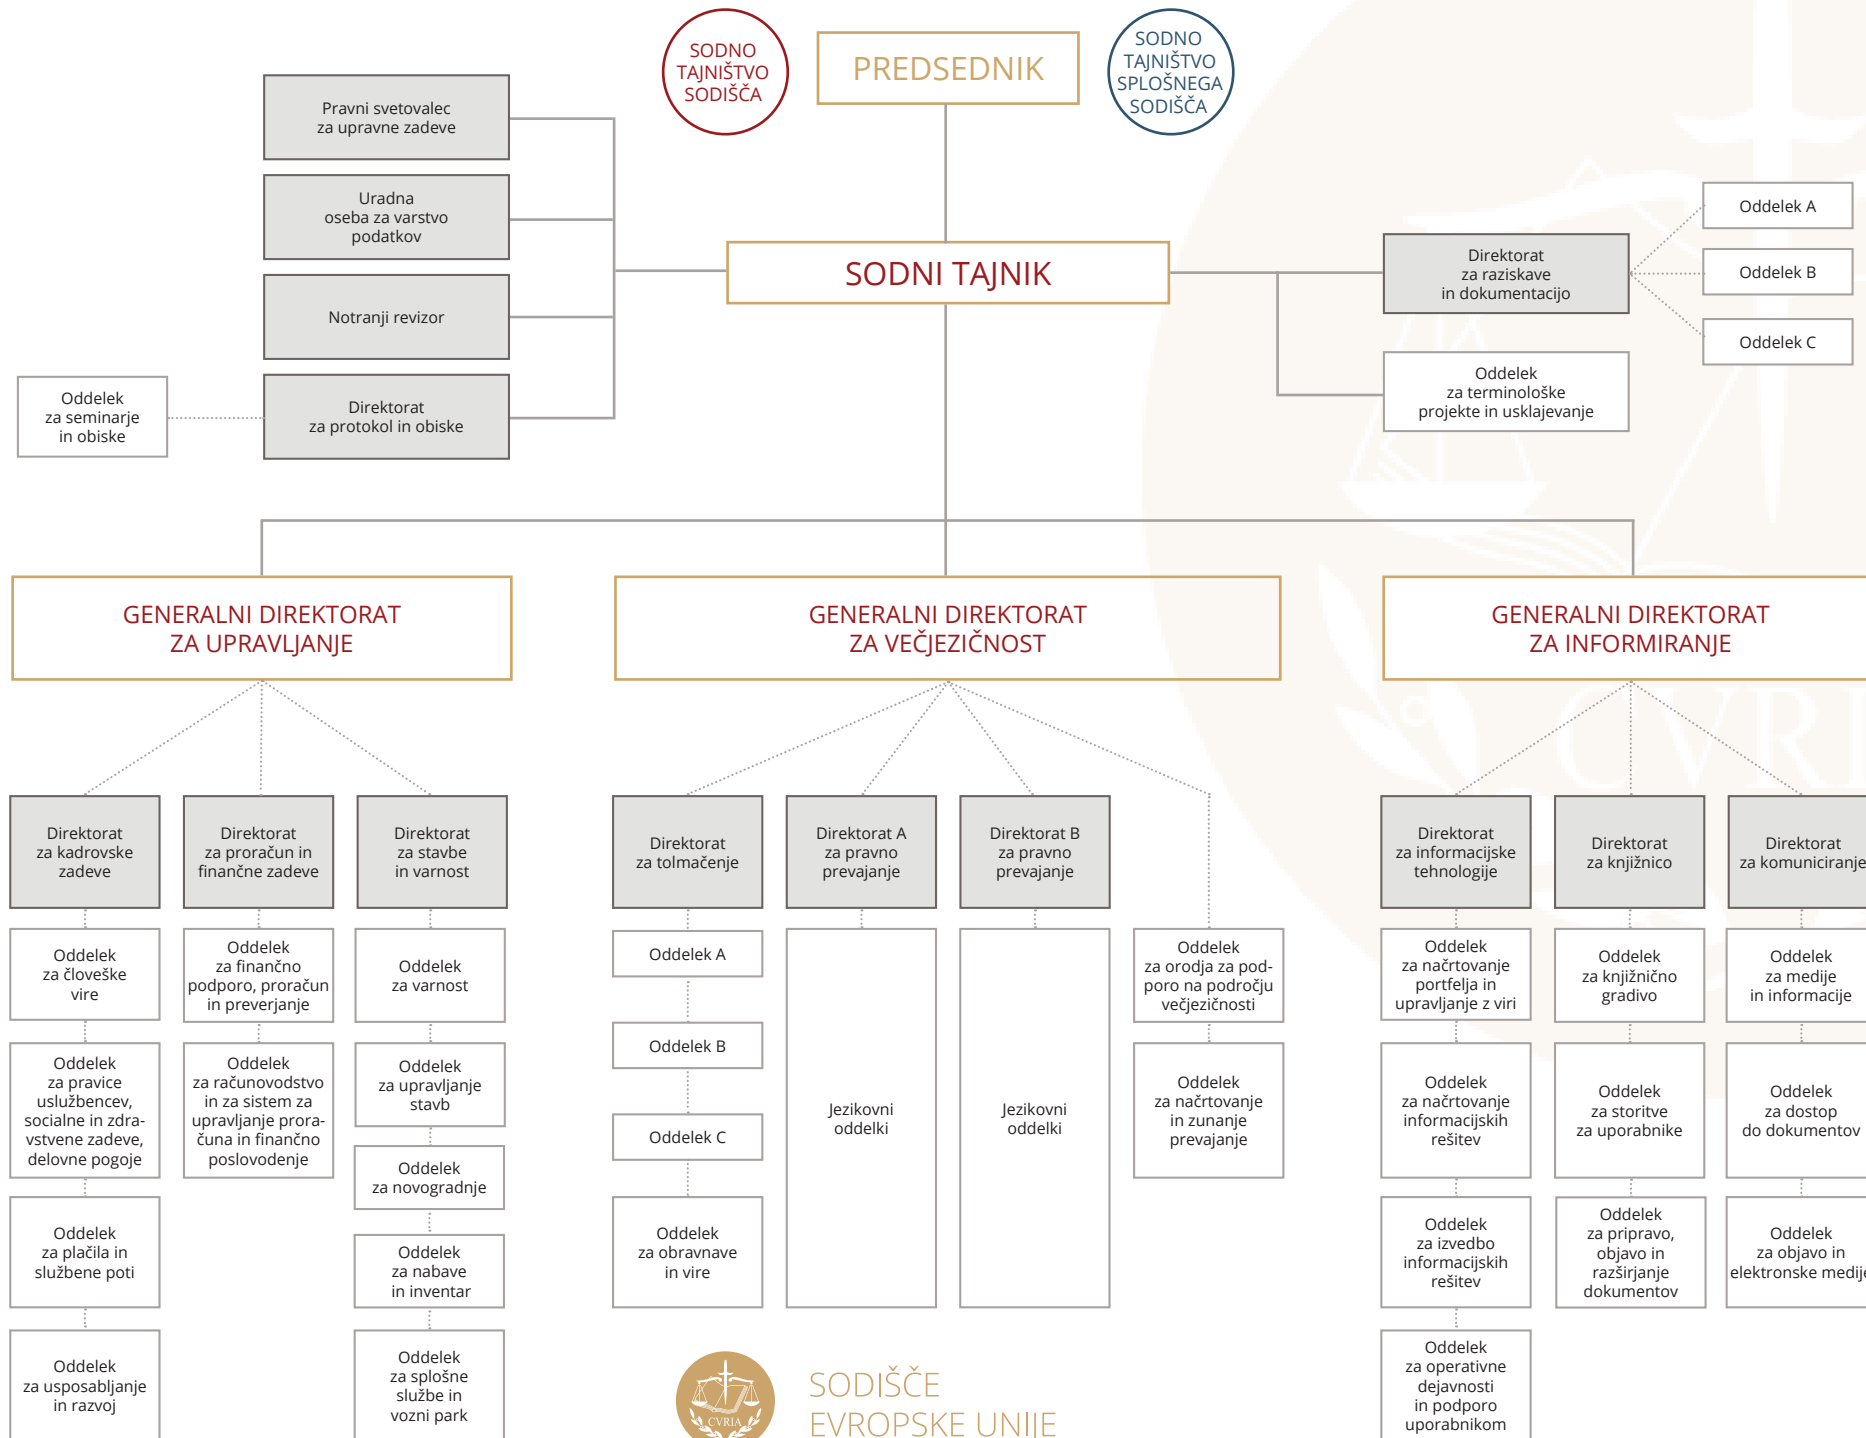 SODNO
TAJNIŠTVO
SODIŠČA
PREDSEDNIK
SODNO
TAJNIŠTVO
SPLOŠNEGA
SODIŠČA
Pravni svetovalec
za upravne zadeve
Uradna
oseba za varstvo
podatkov
Notranji revizor
Direktorat
za protokol in obiske
Oddelek
za seminarje
in obiske
SODNI TAJNIK
Direktorat
za raziskave
in dokumentacijo
Oddelek A
Oddelek B
Oddelek C
Oddelek
za terminološke
projekte in usklajevanje
GENERALNI DIREKTORAT
ZA UPRAVLJANJE
GENERALNI DIREKTORAT
ZA VEČJEZIČNOST
GENERALNI DIREKTORAT
ZA INFORMIRANJE
Direktorat
za kadrovske
zadeve
Oddelek
za človeške
vire
Oddelek
za pravice
uslužbencev,
socialne in zdra-
vstvene zadeve,
delovne pogoje
Oddelek
za plačila in
službene poti
Oddelek
za usposabljanje
in razvoj
Direktorat
za proračun in
finančne zadeve
Oddelek
za finančno
podporo, proračun
in preverjanje
Oddelek
za računovodstvo
in za sistem za
upravljanje prora-
čuna in finančno
poslovodenje
Direktorat
za stavbe
in varnost
Oddelek
za varnost
Oddelek
za upravljanje
stavb
Oddelek
za novogradnje
Oddelek
za nabave
in inventar
Oddelek
za splošne
službe in
vozni park
Direktorat
za tolmačenje
Oddelek A
Oddelek B
Oddelek C
Oddelek
za obravnave
in vire
Direktorat A
za pravno
prevajanje
Jezikovni
oddelki
Direktorat B
za pravno
prevajanje
Jezikovni
oddelki
Oddelek
za orodja za pod-
poro na področju
večjezičnosti
Oddelek
za načrtovanje
in zunanje
prevajanje
Direktorat
za informacijske
tehnologije
Oddelek
za načrtovanje
portfelja in
upravljanje z viri
Oddelek
za načrtovanje
informacijskih
rešitev
Oddelek
za izvedbo
informacijskih
rešitev
Oddelek
za operativne
dejavnosti
in podporo
uporabnikom
Direktorat
za knjižnico
Oddelek
za knjižnično
gradivo
Oddelek
za storitve
za uporabnike
Oddelek
za pripravo,
objavo in
razširjanje
dokumentov
Direktorat
za komuniciranje
Oddelek
za medije
in informacije
Oddelek
za dostop
do dokumentov
Oddelek
za objavo in
elektronske medije
CVRIA
SODIŠČE
EVROPSKE UNIJE
CVRI